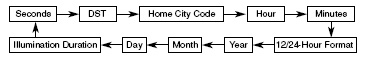 Seconds DST Home City Code Hour Minutes
Illumination Duration Day Month Year 12/24-Hour Format